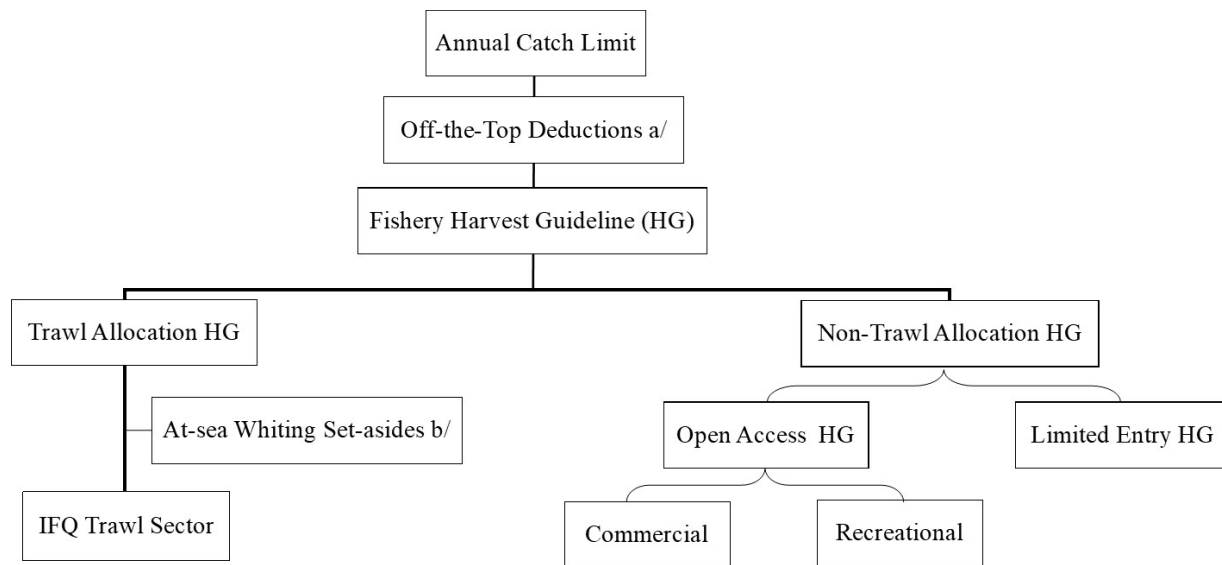 Annual Catch Limit
Off-the-Top Deductions a/
Fishery Harvest Guideline (HG)
Trawl Allocation HG
Non-Trawl Allocation HG
At-sea Whiting Set-asides b/
Open Access HG
Limited Entry HG
IFQ Trawl Sector
Commercial
Recreational